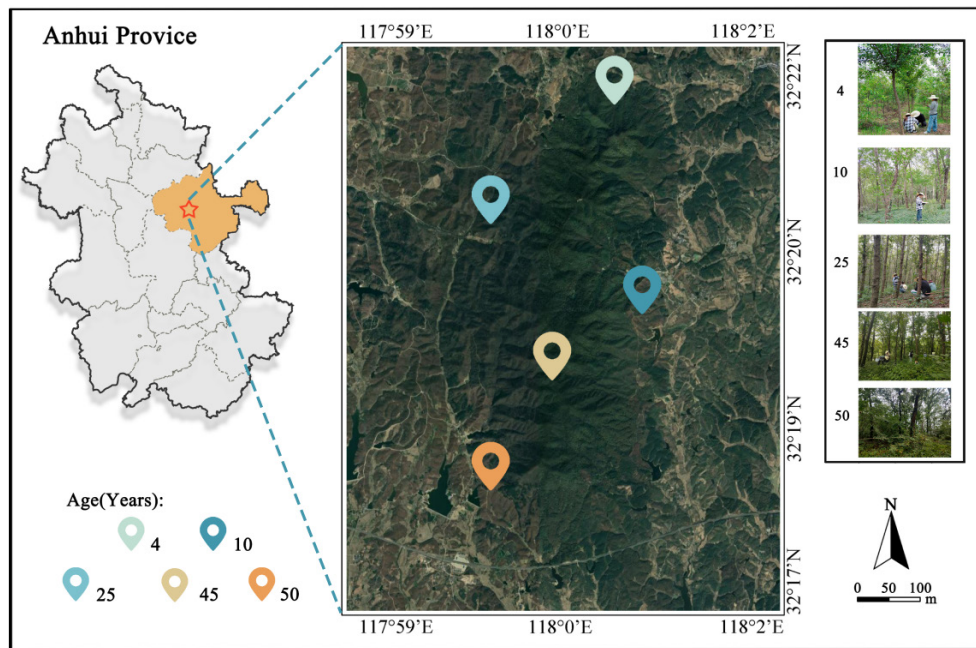 Anhui Provice
117°59′E
118°0′E
118°2′E
32°22′N
32°20′N
32°19′N
32°17′N
117°59′E
118°0′E
118°2′E
4
10
25
45
50
Age(Years):
4
10
25
45
50
N
0
50
100
m